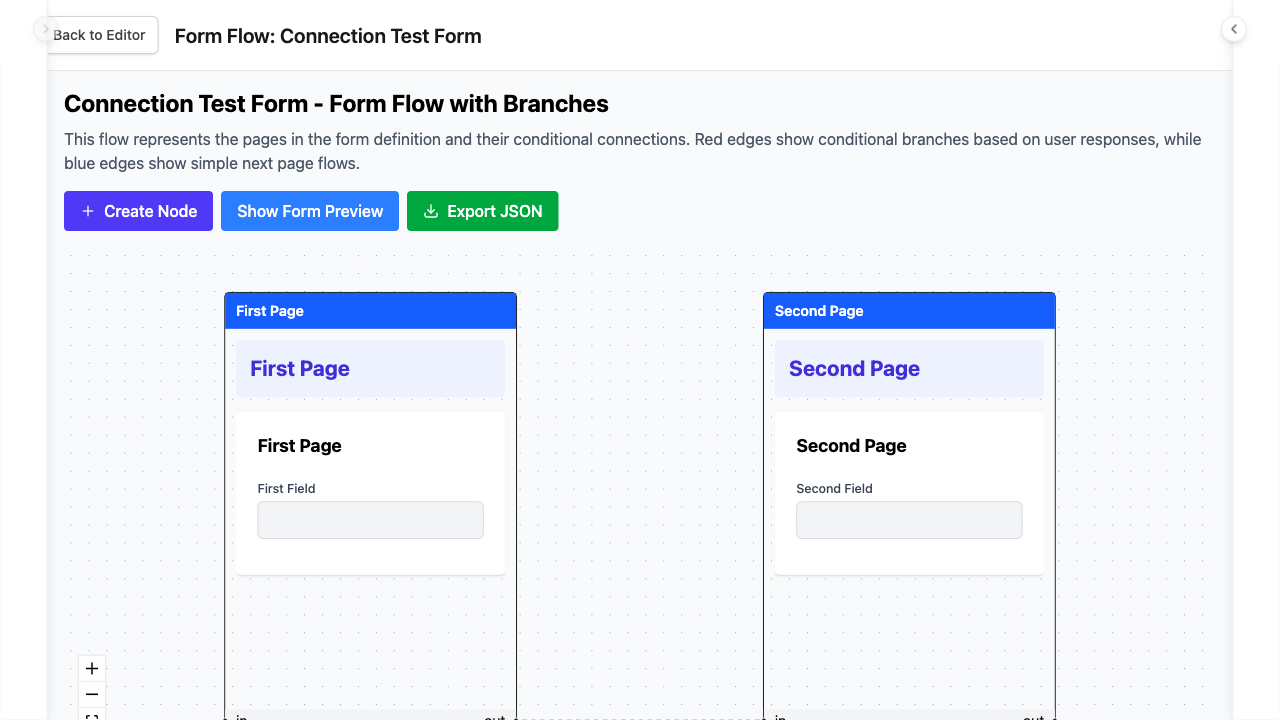 Back to Editor
Form Flow: Connection Test Form
Connection Test Form - Form Flow with Branches
This flow represents the pages in the form definition and their conditional connections. Red edges show conditional branches based on user responses, while
blue edges show simple next page flows.
Create Node
Show Form Preview
Export JSON
First Page
First Page
First Page
First Field
in
out
Second Page
Second Page
Second Page
Second Field
in
out